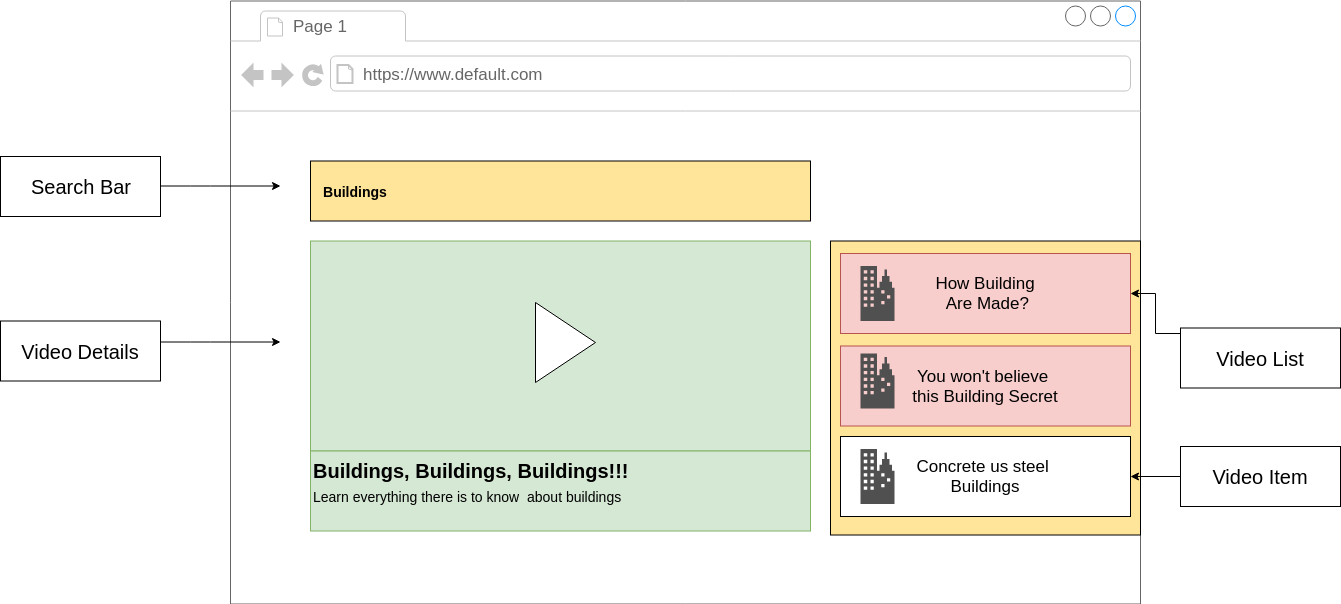 Page 1
https://www.default.com
Search Bar
Buildings
Video Details
Buildings, Buildings, Buildings!!!
Learn everything there is to know  about buildings
How Building
Are Made?
You won't believe
this Building Secret
Concrete us steel
Buildings
Video List
Video Item